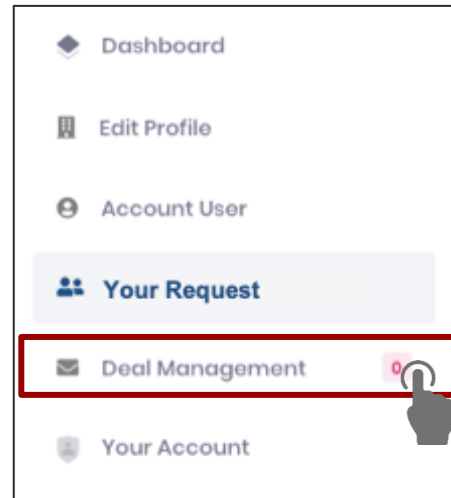 Dashboard
Edit Profile
Account User
Your Request
Deal Management 0
Your Account